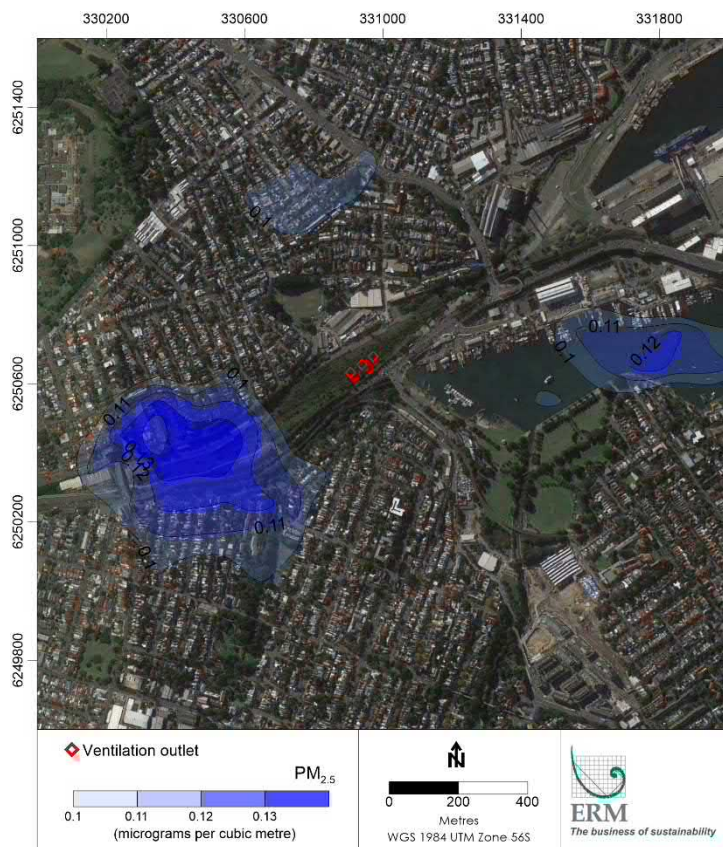 330200 330600 331000 331400 331800
6251400
6251000
6250600
6250200
6249800
0.1
0.11
0.12
0.1
0.1
0.11
0.13
0.12
0.11
0.1
Ventilation outlet
PM2.5
0.1 0.11 0.12 0.13
(micrograms per cubic metre)
N
0 200 400
Metres
WGS 1984 UTM Zone 56S
ERM
The business of sustainability